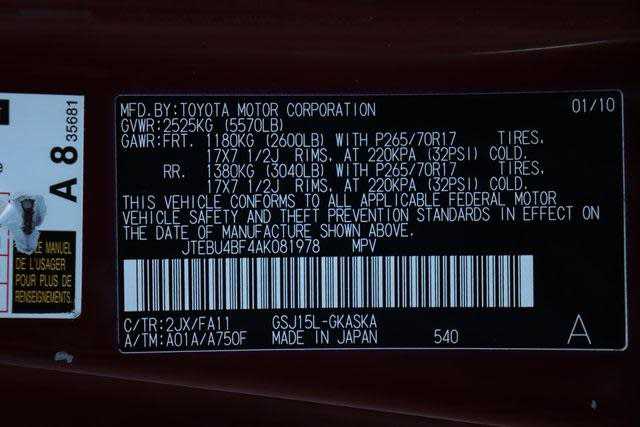 MFD.BY:TOYOTA MOTOR CORPORATION 01/10
GVWR:2525KG (5570LB)
GAWR:FRT. 1180KG (2600LB) WITH P265/70R17 TIRES,
17X7 1/2J RIMS, AT 220KPA (32PSI) COLD.
RR. 1380KG (3040LB) WITH P265/70R17 TIRES,
17X7 1/2J RIMS, AT 220KPA (32PSI) COLD.
THIS VEHICLE CONFORMS TO ALL APPLICABLE FEDERAL MOTOR
VEHICLE SAFETY AND THEFT PREVENTION STANDARDS IN EFFECT ON
THE DATE OF MANUFACTURE SHOWN ABOVE.
JTEBU4BF4AK081978 MPV
C/TR:2JX/FA11 GSJ15L-GKASKA
A/TM:A01A/A750F MADE IN JAPAN 540 A
A 8 35681
LE MANUEL
DE L'USAGER
POUR PLUS DE
RENSEIGNEMENTS.